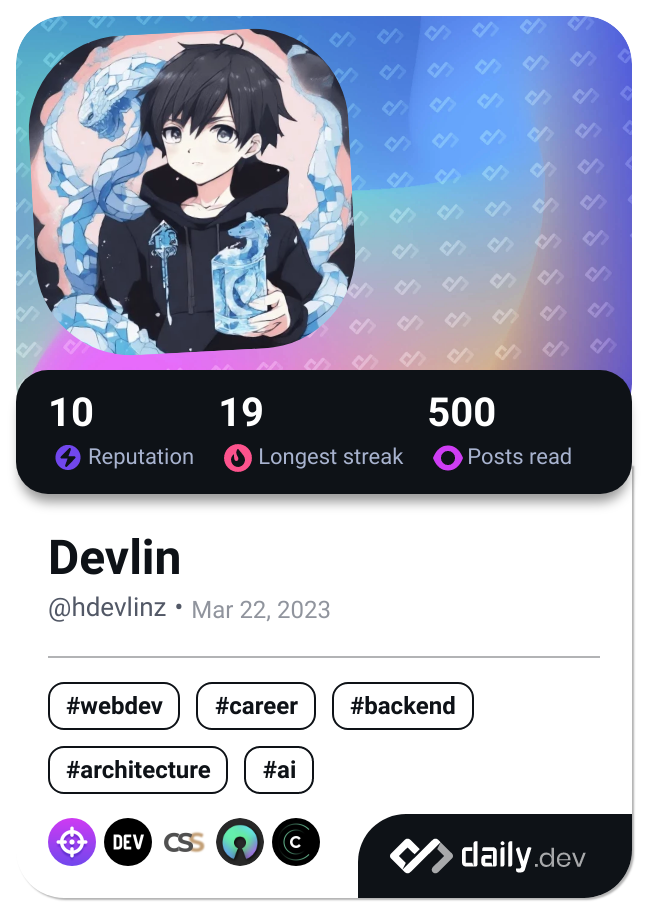 10 19 500
Reputation Longest streak Posts read
Devlin
@hdevlinz • Mar 22, 2023
#webdev #career #backend
#architecture #ai
DEV CSS C
daily.dev